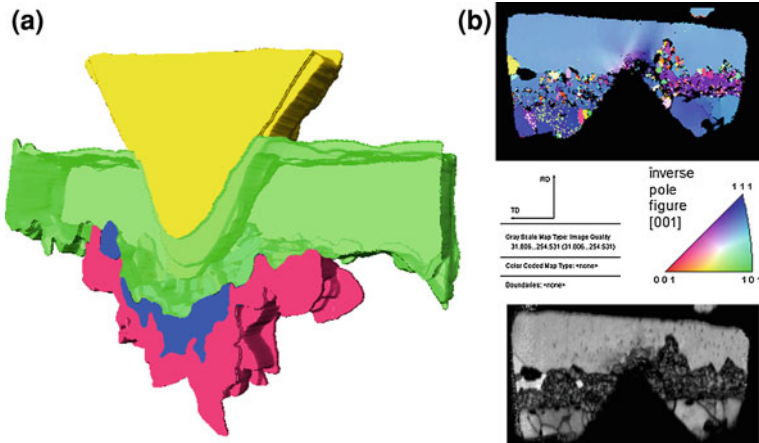 (a)
(b)
RD
TD
Gray Scale Map Type: Image Quality
31.806...254.531 (31.806...254.531)
Color Coded Map Type: <none>
Boundaries: <none>
inverse
pole
figure
[001]
111
001
101